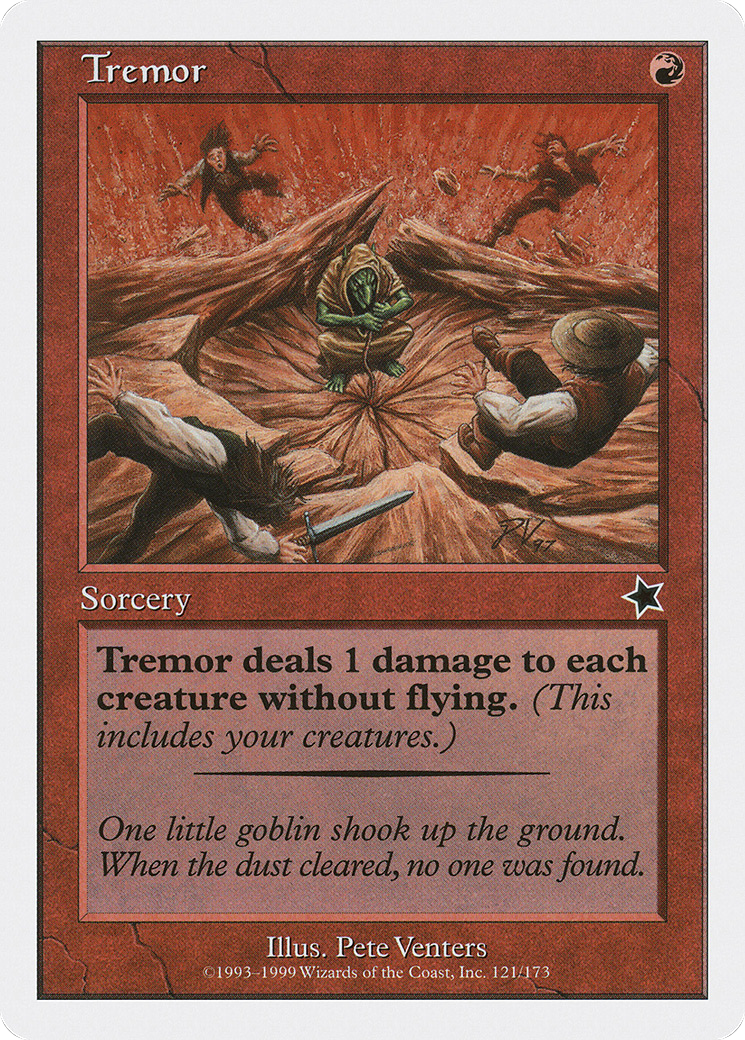 Tremor
PV 97
Sorcery
Tremor deals 1 damage to each
creature without flying. (This
includes your creatures.)
One little goblin shook up the ground.
When the dust cleared, no one was found.
Illus. Pete Venters
©1993–1999 Wizards of the Coast, Inc. 121/173